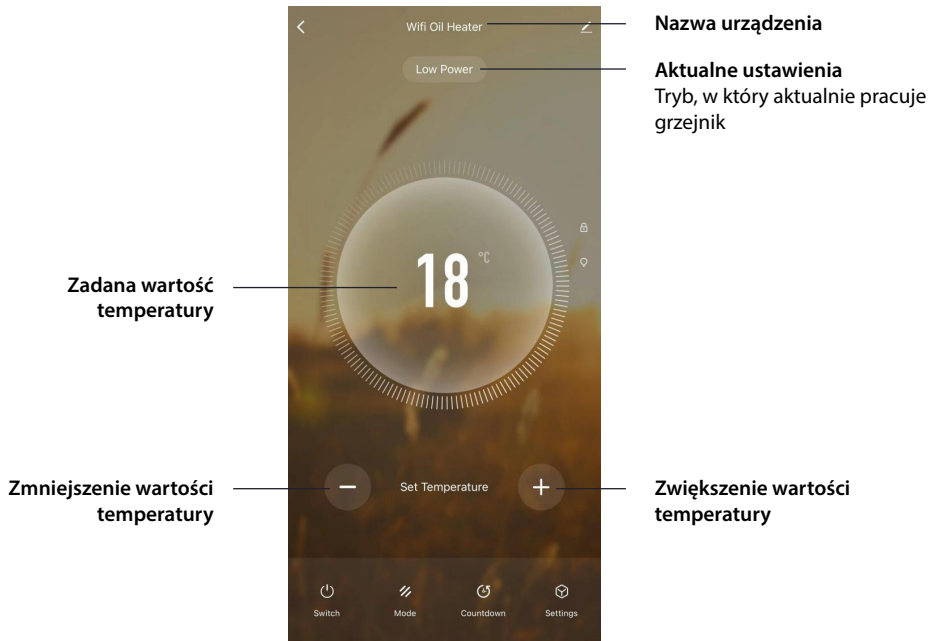 Wifi Oil Heater
Nazwa urządzenia
Low Power
Aktualne ustawienia
Tryb, w który aktualnie pracuje
grzejnik
18 °C
Zadana wartość
temperatury
Zmniejszenie wartości
temperatury
Set Temperature
Zwiększenie wartości
temperatury
Switch
Mode
Countdown
Settings